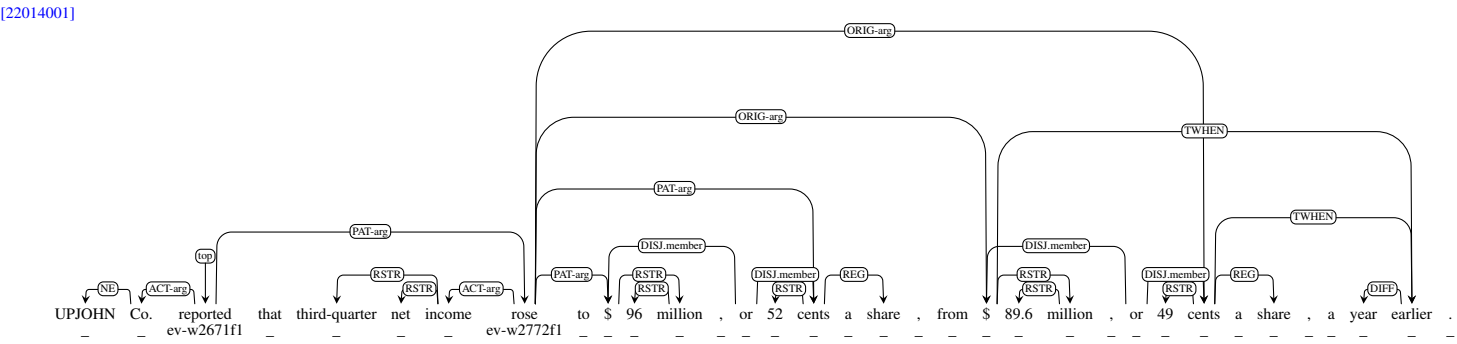 [22014001]
ORIG-arg
ORIG-arg
TWHEN
PAT-arg
TWHEN
PAT-arg
DISJ.member DISJ.member
top
RSTR PAT-arg RSTR DISJ.member REG RSTR DISJ.member REG
NE ACT-arg RSTR ACT-arg RSTR RSTR RSTR RSTR DIFF
UPJOHN Co. reported that third-quarter net income rose to $ 96 million , or 52 cents a share , from $ 89.6 million , or 49 cents a share , a year earlier .
ev-w2671f1 ev-w2772f1
_ _ _ _ _ _ _ _ _ _ _ _ _ _ _ _ _ _ _ _ _ _ _ _ _ _ _ _ _ _ _